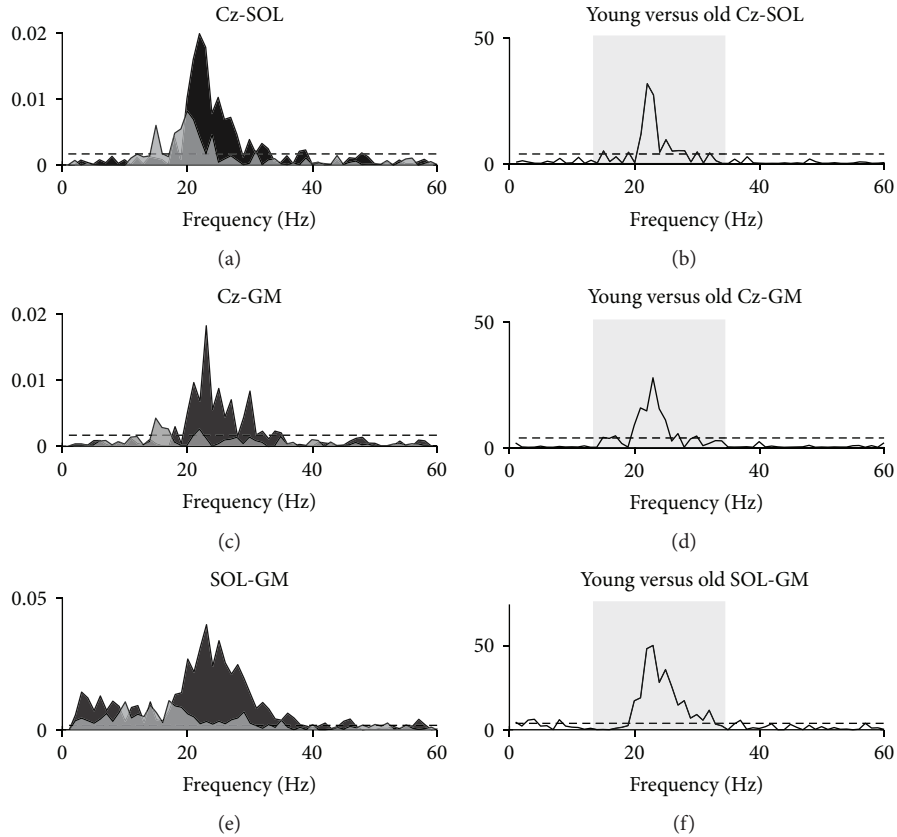 Cz-SOL
0.02
0.01
0
0 20 40 60
Frequency (Hz)
(a)
Young versus old Cz-SOL
50
0
0 20 40 60
Frequency (Hz)
(b)
Cz-GM
0.02
0.01
0
0 20 40 60
Frequency (Hz)
(c)
Young versus old Cz-GM
50
0
0 20 40 60
Frequency (Hz)
(d)
SOL-GM
0.05
0
0 20 40 60
Frequency (Hz)
(e)
Young versus old SOL-GM
50
0
0 20 40 60
Frequency (Hz)
(f)